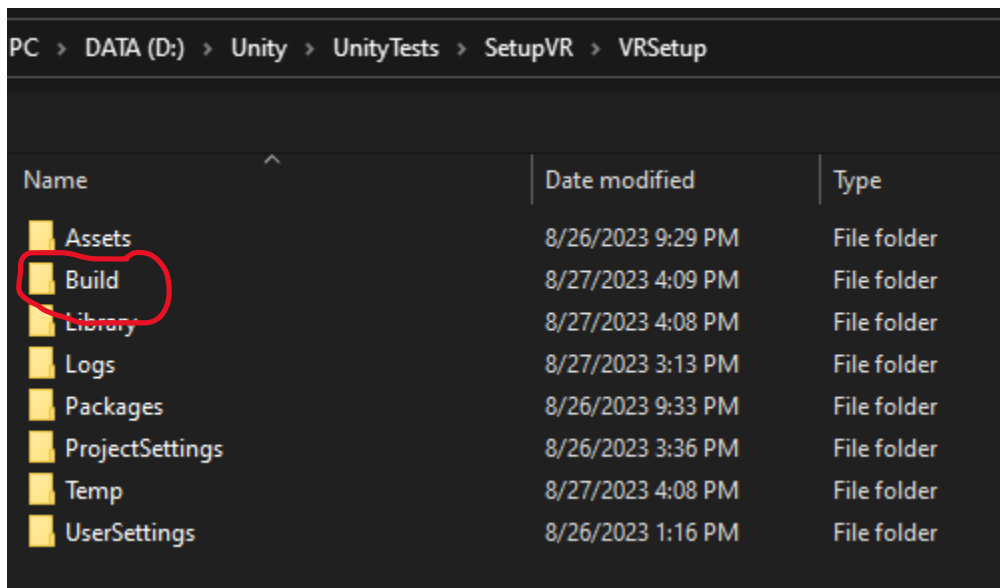 PC > DATA (D:) > Unity > UnityTests > SetupVR > VRSetup
Name Date modified Type
Assets 8/26/2023 9:29 PM File folder
Build 8/27/2023 4:09 PM File folder
Library 8/27/2023 4:08 PM File folder
Logs 8/27/2023 3:13 PM File folder
Packages 8/26/2023 9:33 PM File folder
ProjectSettings 8/26/2023 3:36 PM File folder
Temp 8/27/2023 4:08 PM File folder
UserSettings 8/26/2023 1:16 PM File folder